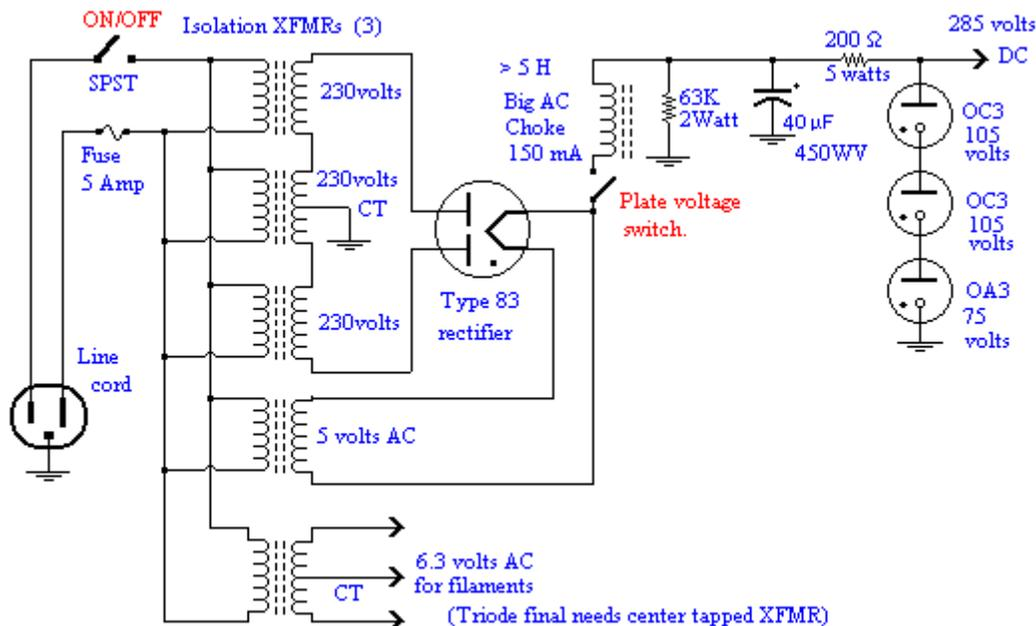 ON/OFF
Isolation XFMRs (3)
SPST
230volts
Fuse
5 Amp
230volts
CT
230volts
Line
cord
5 volts AC
CT
6.3 volts AC
for filaments
(Triode final needs center tapped XFMR)
Type 83
rectifier
> 5 H
Big AC
Choke
150 mA
Plate voltage
switch.
63K
2Watt
40 µF
450WV
+
200 Ω
5 watts
285 volts
DC
OC3
105
volts
OC3
105
volts
OA3
75
volts